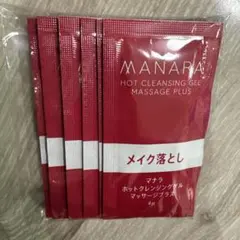 MANARA
HOT CLEANSING GEL
MASSAGE PLUS
メイク落とし
マナラ
ホットクレンジングゲル
マッサージプラス
4g